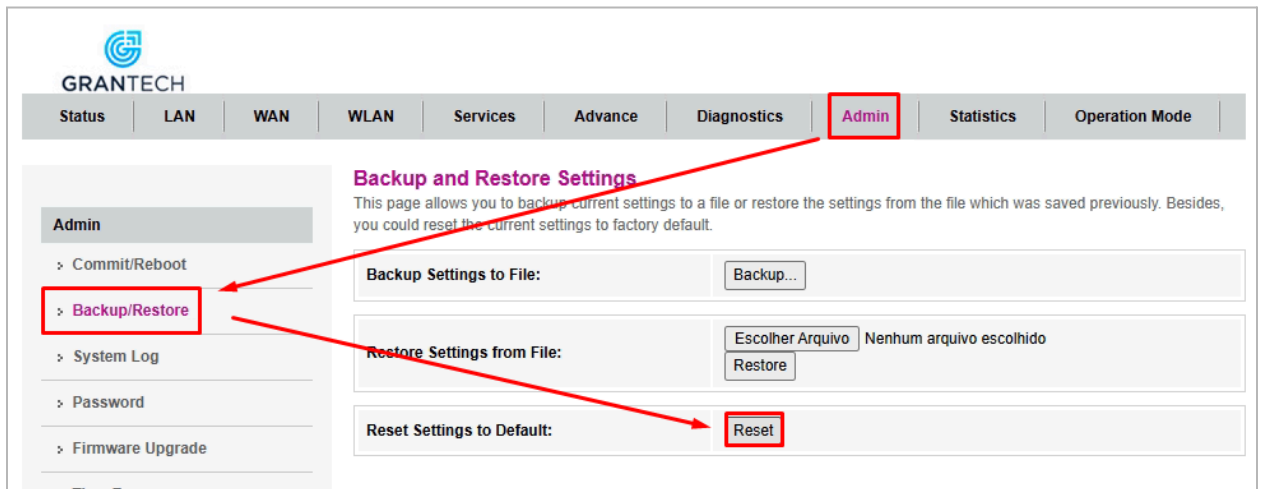 GRANTECH
Status LAN WAN WLAN Services Advance Diagnostics Admin Statistics Operation Mode
Backup and Restore Settings
This page allows you to backup current settings to a file or restore the settings from the file which was saved previously. Besides,
you could reset the current settings to factory default.
Admin
> Commit/Reboot
> Backup/Restore
> System Log
> Password
> Firmware Upgrade
Backup Settings to File: Backup...
Restore Settings from File: Escolher Arquivo Nenhum arquivo escolhido
Restore
Reset Settings to Default: Reset